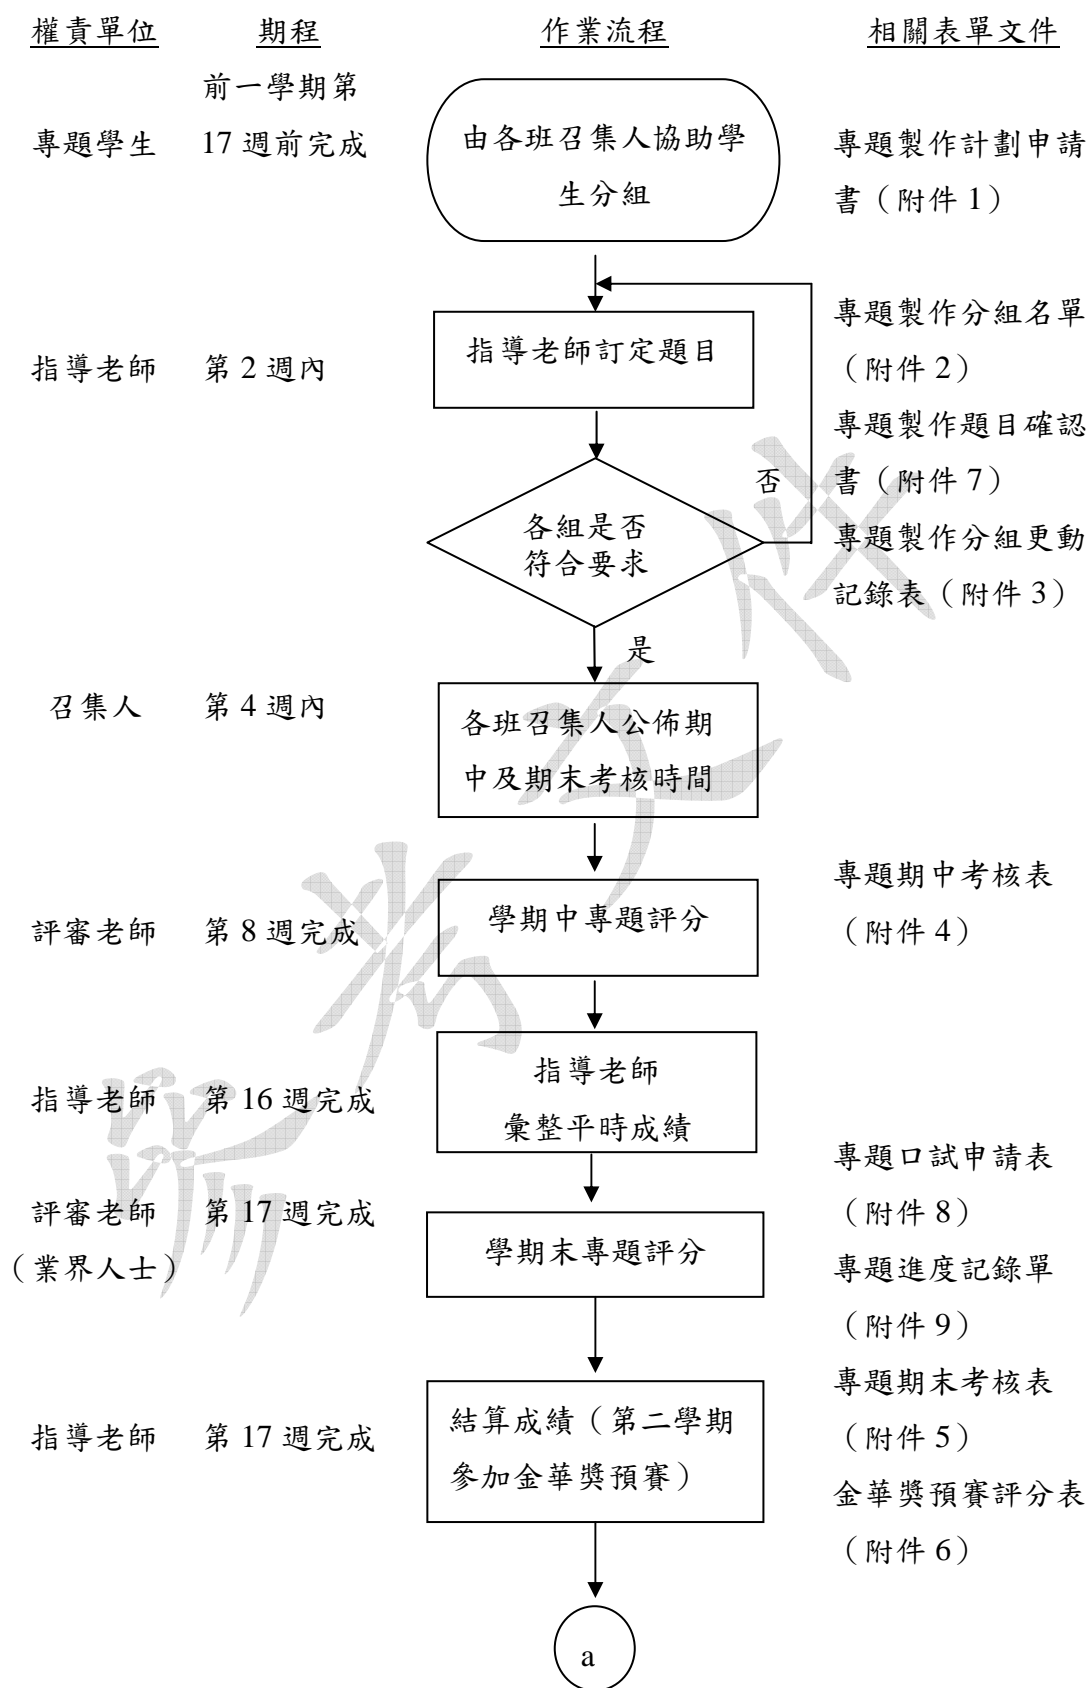 權責單位 期程 作業流程 相關表單文件
前一學期第
專題學生 17 週前完成 由各班召集人協助學 專題製作計劃申請
生分組 書（附件 1）
專題製作分組名單
指導老師 第 2 週內 指導老師訂定題目 （附件 2）
專題製作題目確認
否 書（附件 7）
各組是否 專題製作分組更動
符合要求 記錄表（附件 3）
是
召集人 第 4 週內 各班召集人公佈期
中及期末考核時間
專題期中考核表
評審老師 第 8 週完成 學期中專題評分 （附件 4）
指導老師
指導老師 第 16 週完成 彙整平時成績
專題口試申請表
評審老師 第 17 週完成 （附件 8）
（業界人士） 學期末專題評分 專題進度記錄單
（附件 9）
專題期末考核表
指導老師 第 17 週完成 結算成績（第二學期 （附件 5）
參加金華獎預賽） 金華獎預賽評分表
（附件 6）
a
參考文件